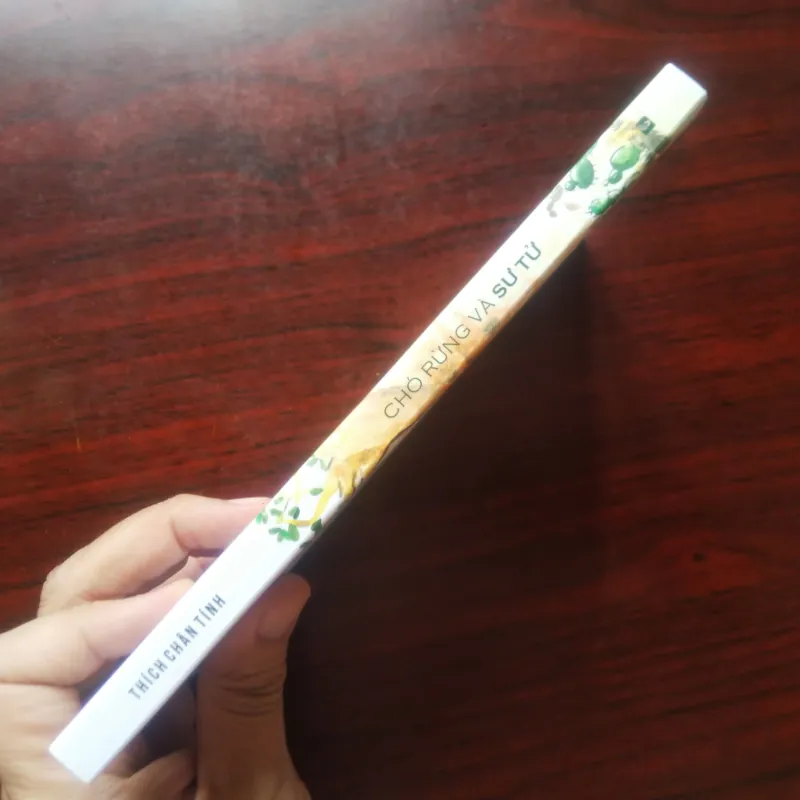 THÍCH CHÂN TÍNH
CHÓ RỪNG VÀ SƯ TỬ